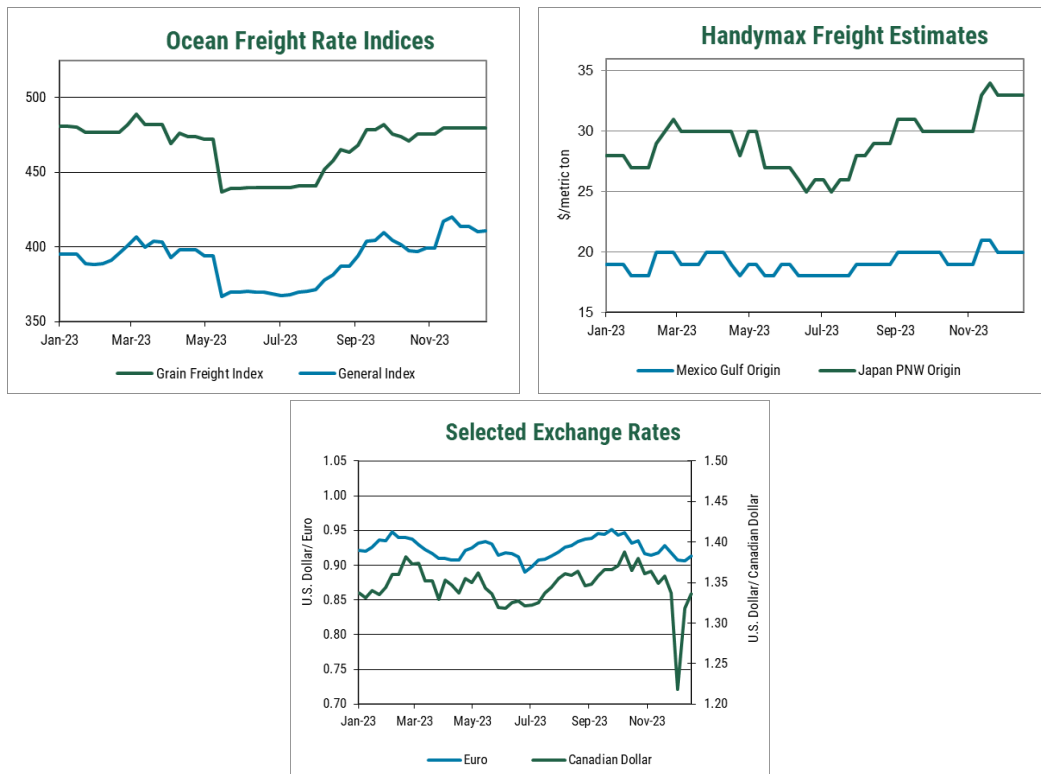 Ocean Freight Rate Indices
500
450
400
350
Jan-23 Mar-23 May-23 Jul-23 Sep-23 Nov-23
Grain Freight Index General Index
Handymax Freight Estimates
$/metric ton
35
30
25
20
15
Jan-23 Mar-23 May-23 Jul-23 Sep-23 Nov-23
Mexico Gulf Origin Japan PNW Origin
Selected Exchange Rates
U.S. Dollar/ Euro
1.05
1.00
0.95
0.90
0.85
0.80
0.75
0.70
1.50
1.45
1.40
1.35
1.30
1.25
1.20
U.S. Dollar/ Canadian Dollar
Jan-23 Mar-23 May-23 Jul-23 Sep-23 Nov-23
Euro Canadian Dollar